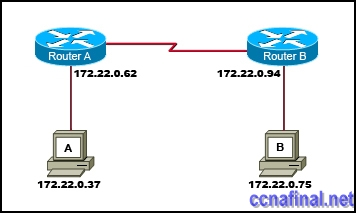 Router A
Router B
172.22.0.62
172.22.0.94
A
B
172.22.0.37
172.22.0.75
ccnafinal.net